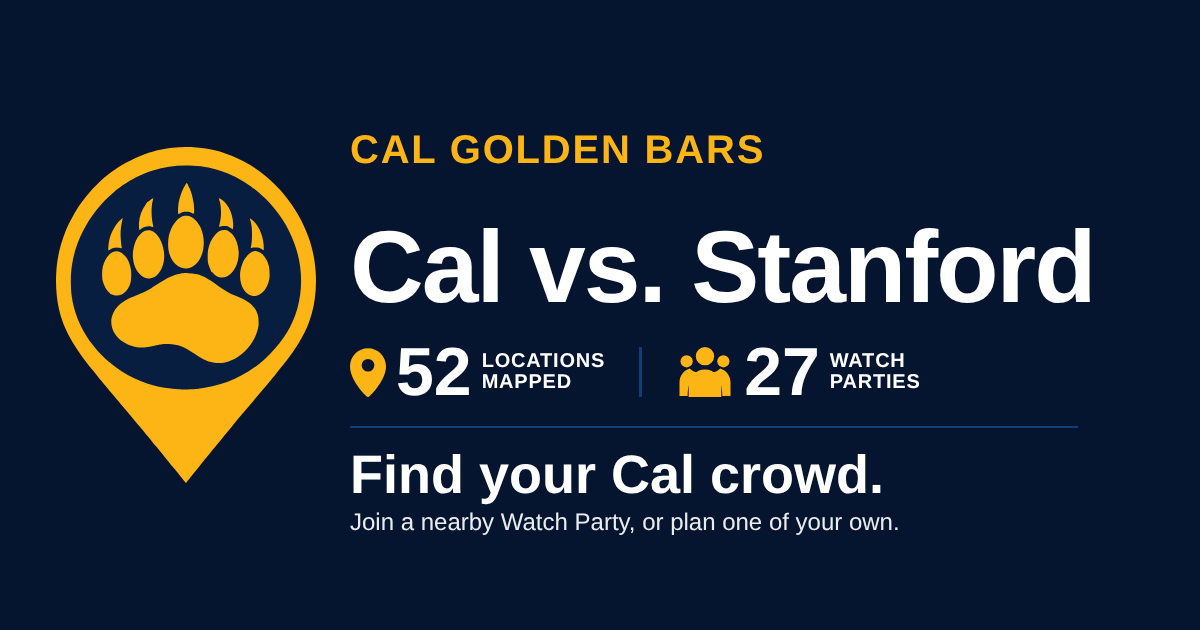 CAL GOLDEN BARS
Cal vs. Stanford
52 LOCATIONS
MAPPED
27 WATCH
PARTIES
Find your Cal crowd.
Join a nearby Watch Party, or plan one of your own.